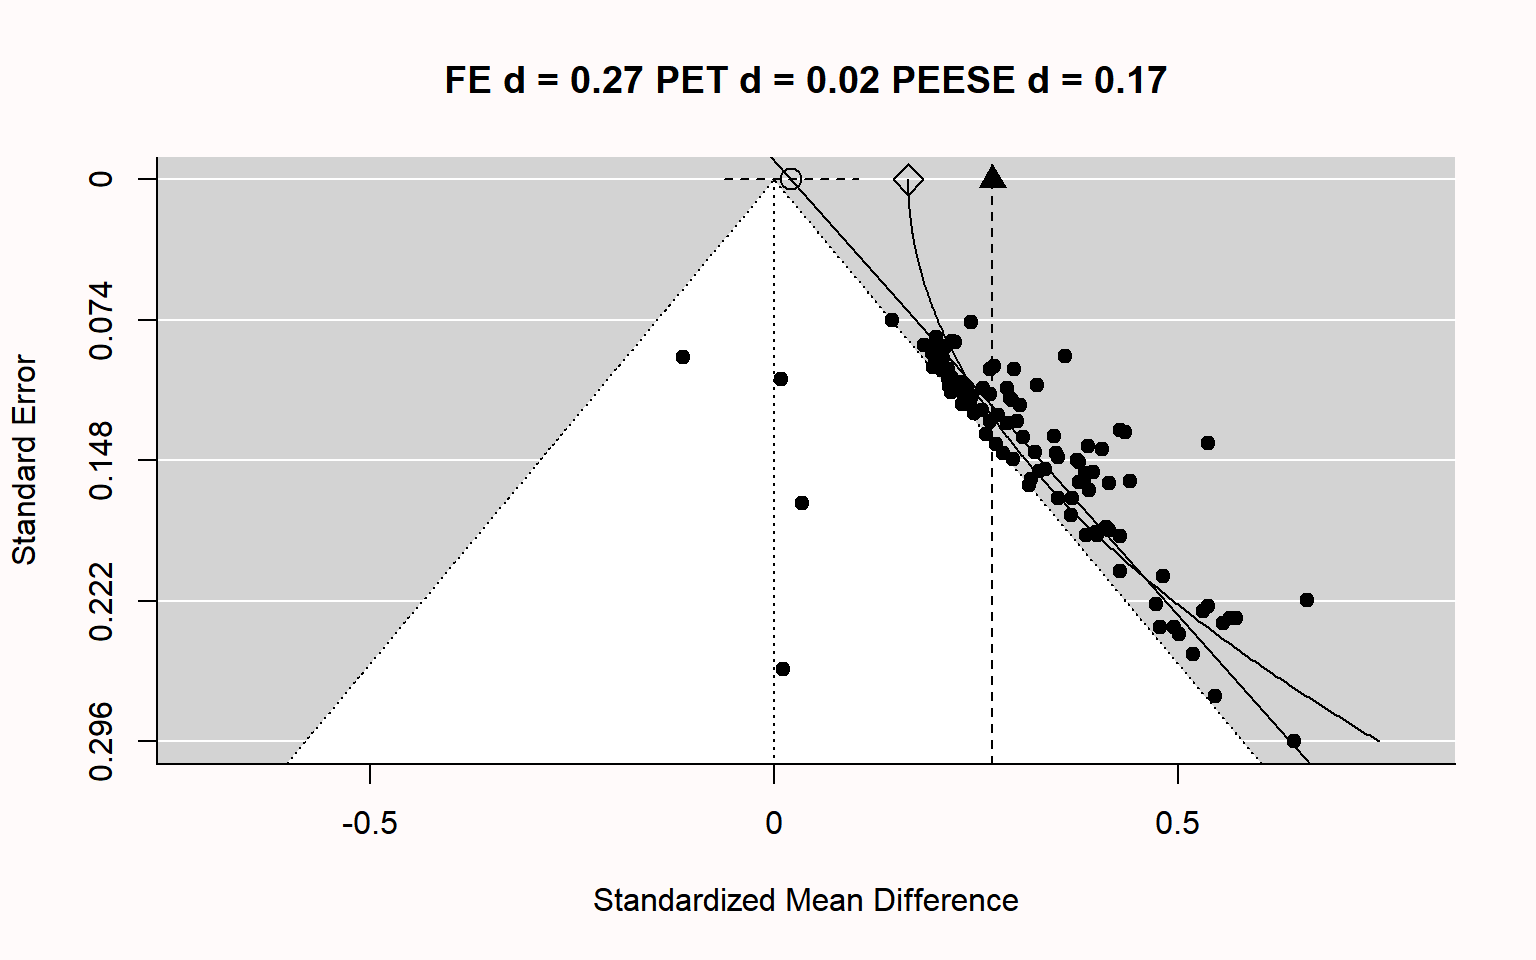 FE d = 0.27 PET d = 0.02 PEESE d = 0.17
0
0.074
0.148
0.222
0.296
Standard Error
-0.5
0
0.5
Standardized Mean Difference